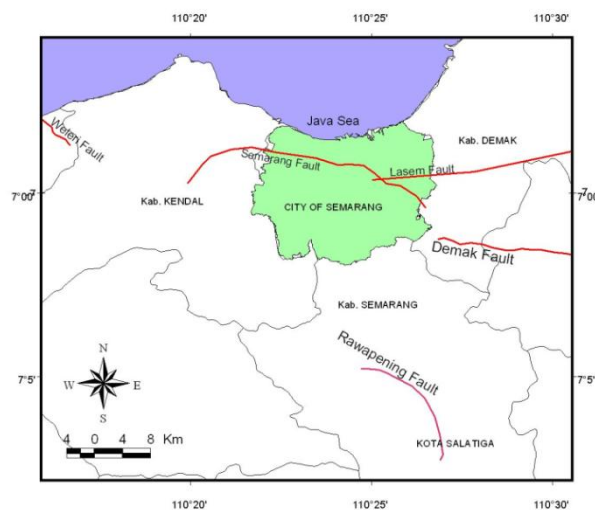 110°20'
110°25'
110°30'
Java Sea
Weleri Fault
Kab. DEMAK
Semarang Fault
Lasem Fault
7°00
7°00
Kab. KENDAL
CITY OF SEMARANG
Demak Fault
Kab. SEMARANG
Rawapening Fault
7°5'
7°5'
N
W
E
S
4 0 4 8 Km
KOTA SALATIGA
110°20'
110°25'
110°30'